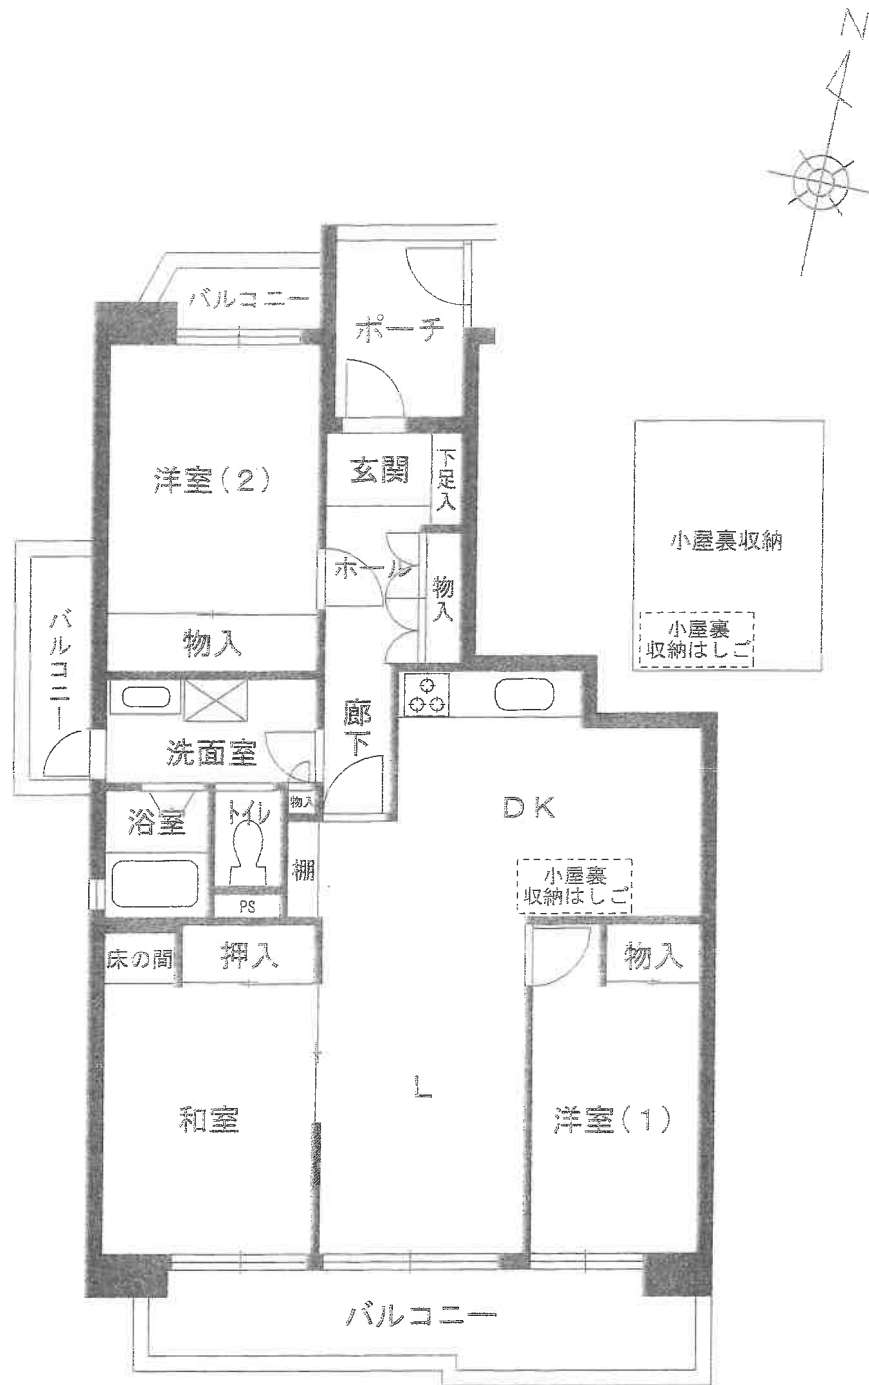 N
バルコニー
ポーチ
洋室(2)
玄関
下足入
ホール
物入
小屋裏収納
小屋裏
収納はしご
バルコニー
物入
洗面室
廊下
浴室
トイレ
物入
DK
棚
小屋裏
収納はしご
PS
床の間
押入
物入
和室
L
洋室(1)
バルコニー